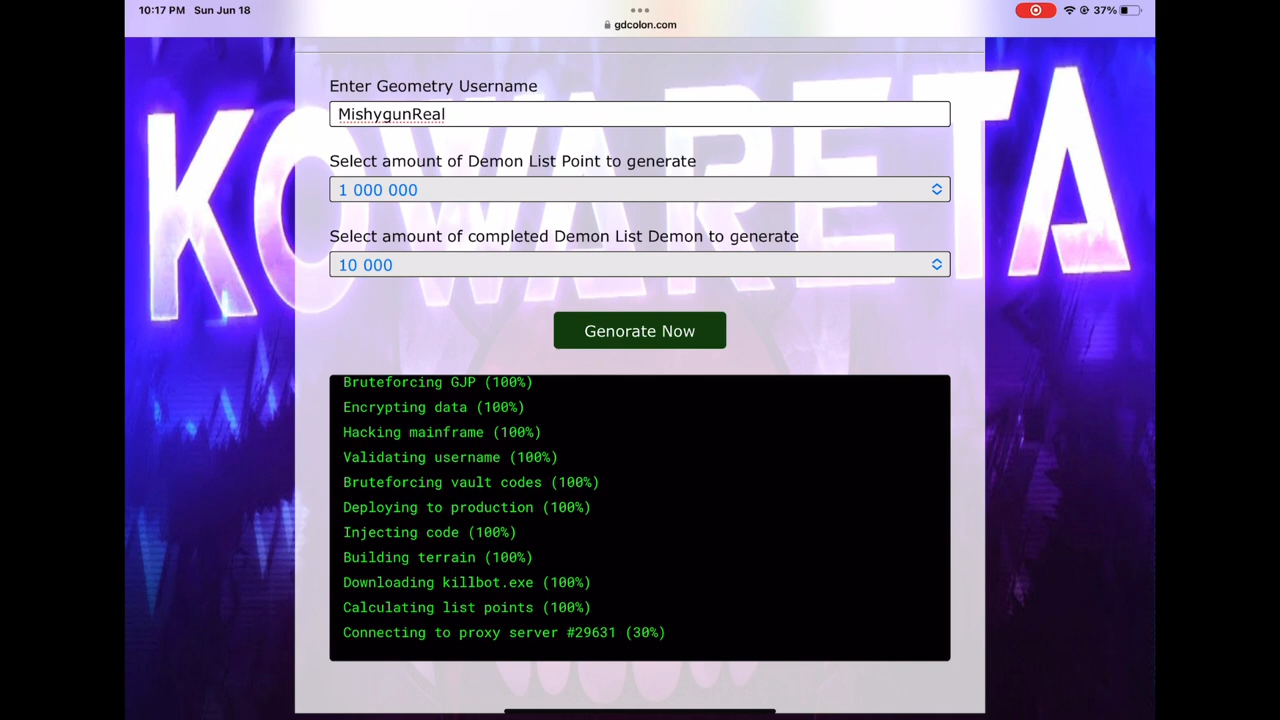 10:17 PM Sun Jun 18
37%
gdcolon.com
KOWARETA
Enter Geometry Username
MishygunReal
Select amount of Demon List Point to generate
1 000 000
Select amount of completed Demon List Demon to generate
10 000
Genorate Now
Bruteforcing GJP (100%)
Encrypting data (100%)
Hacking mainframe (100%)
Validating username (100%)
Bruteforcing vault codes (100%)
Deploying to production (100%)
Injecting code (100%)
Building terrain (100%)
Downloading killbot.exe (100%)
Calculating list points (100%)
Connecting to proxy server #29631 (30%)